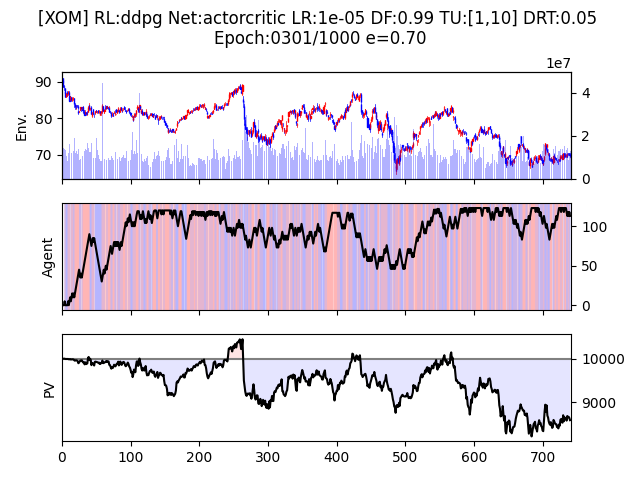 [XOM] RL:ddpg Net:actorcritic LR:1e-05 DF:0.99 TU:[1,10] DRT:0.05
Epoch:0301/1000 e=0.70
1e7
90
80
70
Env.
4
2
0
Agent
100
50
0
PV
10000
9000
0 100 200 300 400 500 600 700